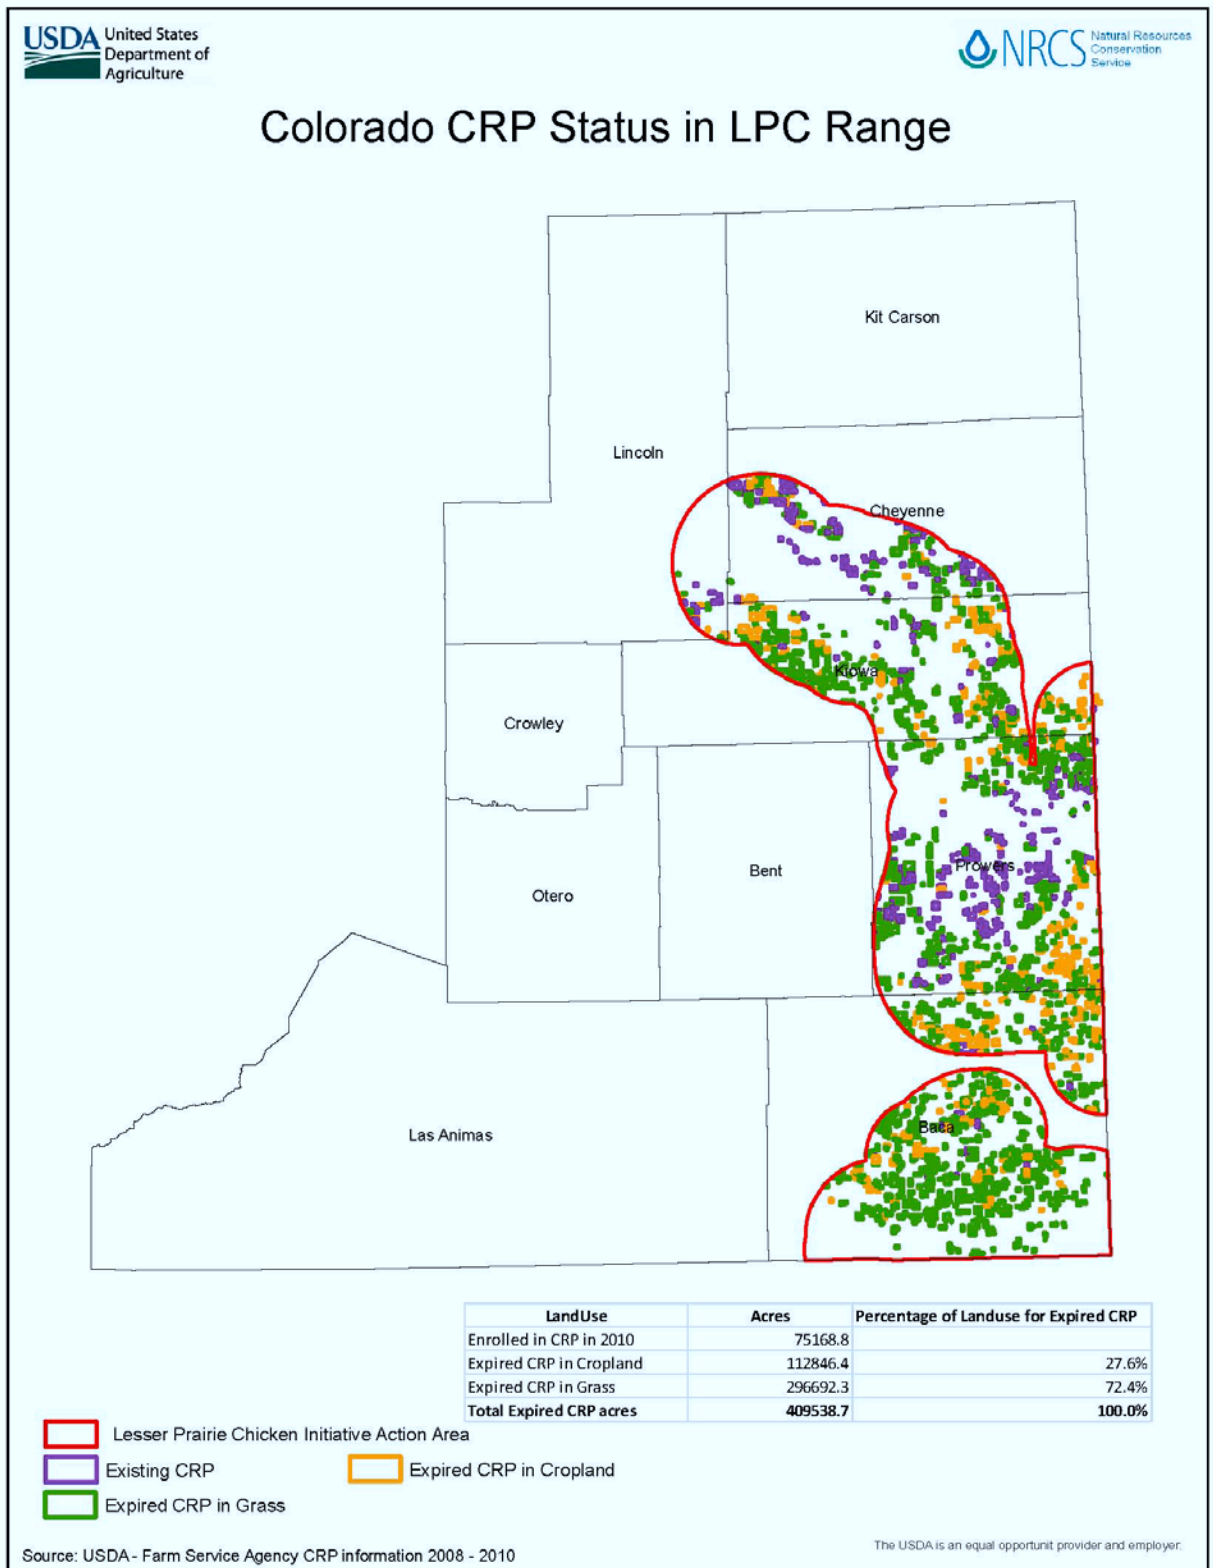 USDA United States
Department of
Agriculture
NRCS Natural Resources
Conservation
Service
Colorado CRP Status in LPC Range
Kit Carson
Lincoln
Cheyenne
Kiowa
Crowley
Prowers
Bent
Otero
Baca
Las Animas
LandUse Acres Percentage of Landuse for Expired CRP
Enrolled in CRP in 2010 75168.8
Expired CRP in Cropland 112846.4 27.6%
Expired CRP in Grass 296692.3 72.4%
Total Expired CRP acres 409538.7 100.0%
Lesser Prairie Chicken Initiative Action Area
Existing CRP Expired CRP in Cropland
Expired CRP in Grass
Source: USDA - Farm Service Agency CRP information 2008 - 2010
The USDA is an equal opportunit provider and employer.